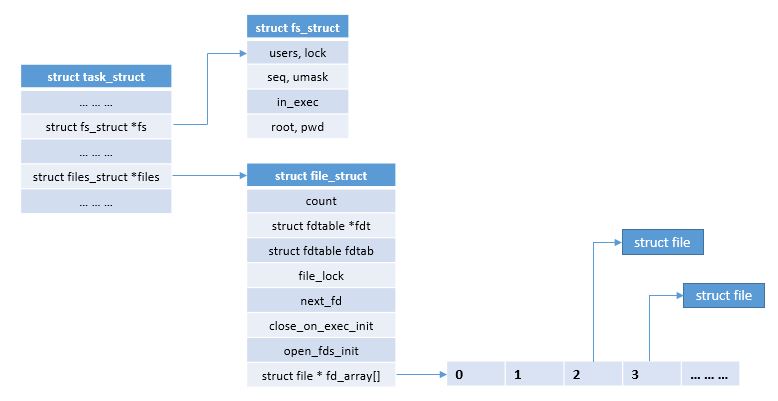 struct fs_struct
users, lock
seq, umask
in_exec
root, pwd
struct task_struct
... ... ...
struct fs_struct *fs
... ... ...
struct files_struct *files
... ... ...
struct file_struct
count
struct fdtable *fdt
struct fdtable fdtab
file_lock
next_fd
close_on_exec_init
open_fds_init
struct file * fd_array[]
struct file
struct file
0 1 2 3 ... ... ...